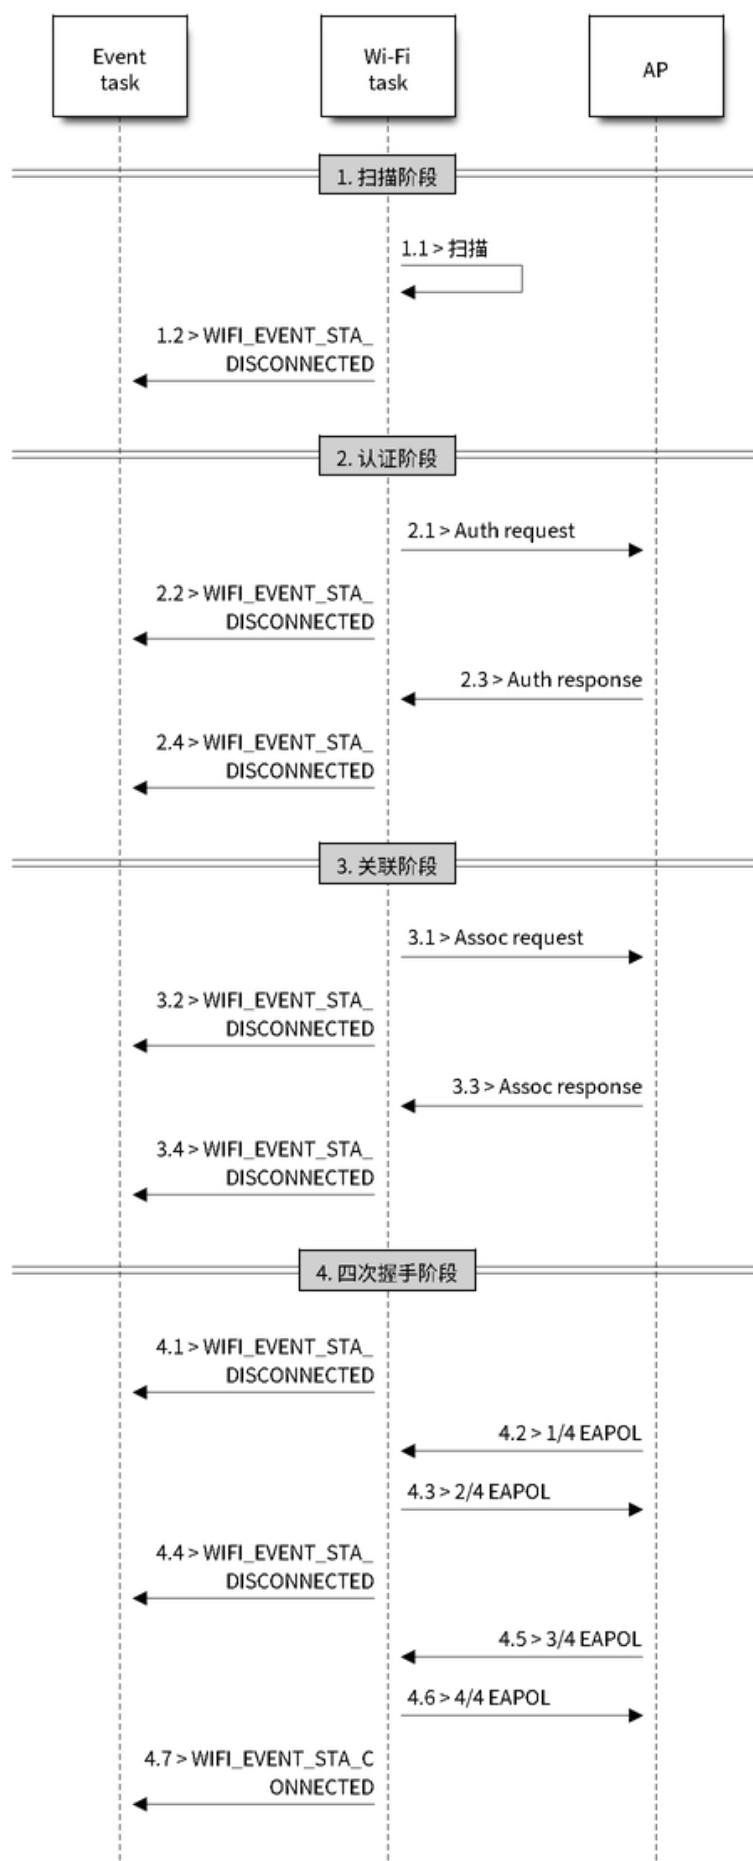 Event
task
Wi-Fi
task
AP
1. 扫描阶段
1.1 > 扫描
1.2 > WIFI_EVENT_STA_
DISCONNECTED
2. 认证阶段
2.1 > Auth request
2.2 > WIFI_EVENT_STA_
DISCONNECTED
2.3 > Auth response
2.4 > WIFI_EVENT_STA_
DISCONNECTED
3. 关联阶段
3.1 > Assoc request
3.2 > WIFI_EVENT_STA_
DISCONNECTED
3.3 > Assoc response
3.4 > WIFI_EVENT_STA_
DISCONNECTED
4. 四次握手阶段
4.1 > WIFI_EVENT_STA_
DISCONNECTED
4.2 > 1/4 EAPOL
4.3 > 2/4 EAPOL
4.4 > WIFI_EVENT_STA_
DISCONNECTED
4.5 > 3/4 EAPOL
4.6 > 4/4 EAPOL
4.7 > WIFI_EVENT_STA_C
ONNECTED